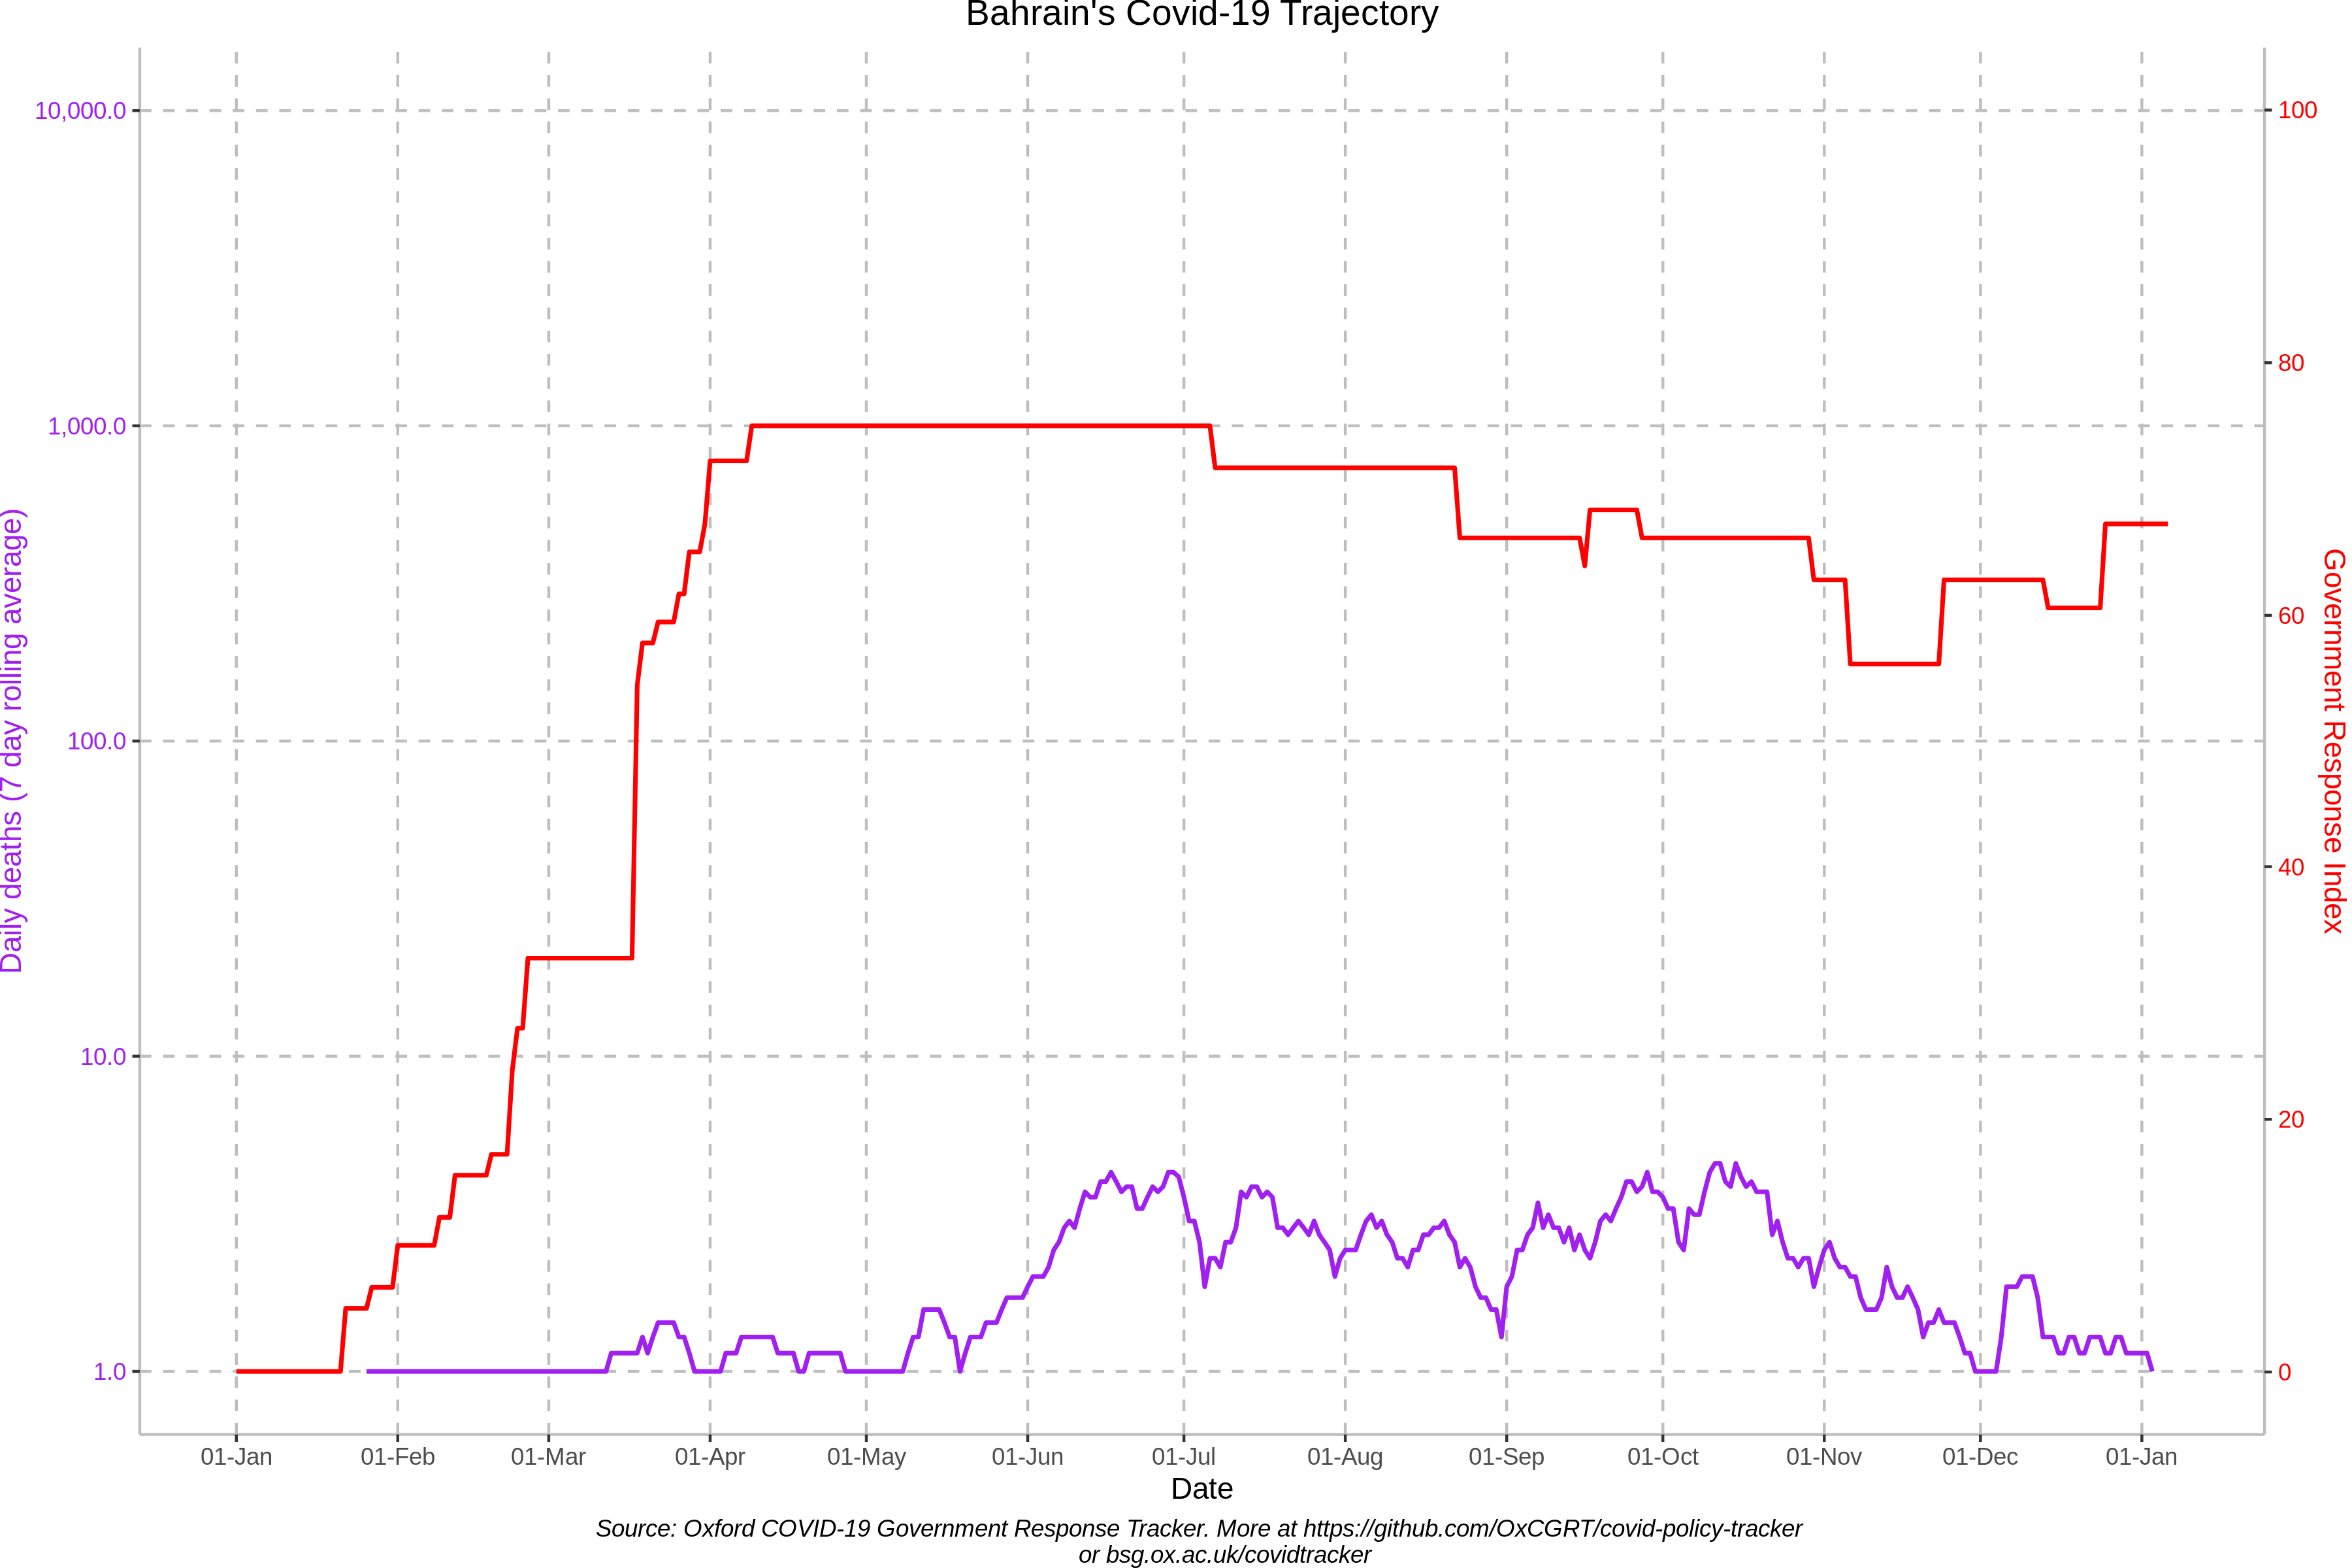 Bahrain's Covid-19 Trajectory
10,000.0
1,000.0
100.0
10.0
1.0
Daily deaths (7 day rolling average)
100
80
60
40
20
0
Government Response Index
01-Jan 01-Feb 01-Mar 01-Apr 01-May 01-Jun 01-Jul 01-Aug 01-Sep 01-Oct 01-Nov 01-Dec 01-Jan
Date
Source: Oxford COVID-19 Government Response Tracker. More at https://github.com/OxCGRT/covid-policy-tracker
or bsg.ox.ac.uk/covidtracker